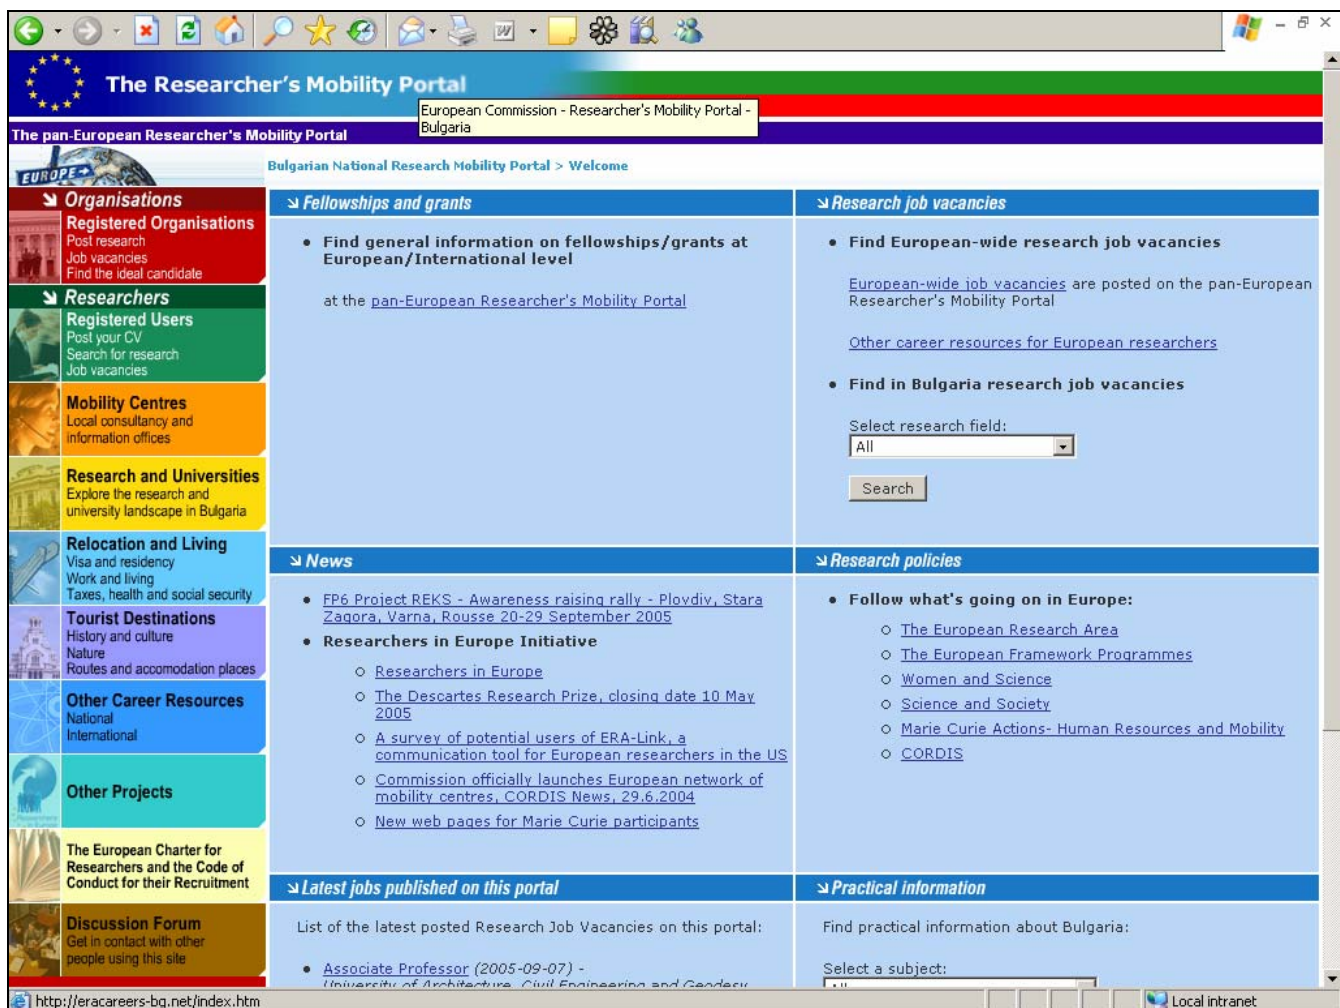 The Researcher's Mobility Portal
European Commission - Researcher's Mobility Portal -
Bulgaria
The pan-European Researcher's Mobility Portal
EUROPE
Bulgarian National Research Mobility Portal > Welcome
Organisations
Registered Organisations
Post research
Job vacancies
Find the ideal candidate
Researchers
Registered Users
Post your CV
Search for research
Job vacancies
Mobility Centres
Local consultancy and
information offices
Research and Universities
Explore the research and
university landscape in Bulgaria
Relocation and Living
Visa and residency
Work and living
Taxes, health and social security
Tourist Destinations
History and culture
Nature
Routes and accomodation places
Other Career Resources
National
International
Other Projects
The European Charter for
Researchers and the Code of
Conduct for their Recruitment
Discussion Forum
Get in contact with other
people using this site
Fellowships and grants
• Find general information on fellowships/grants at
European/International level
at the pan-European Researcher's Mobility Portal
Research job vacancies
• Find European-wide research job vacancies
European-wide job vacancies are posted on the pan-European
Researcher's Mobility Portal
Other career resources for European researchers
• Find in Bulgaria research job vacancies
Select research field:
All
Search
News
• FP6 Project REKS - Awareness raising rally - Plovdiv, Stara
Zagora, Varna, Rousse 20-29 September 2005
• Researchers in Europe Initiative
○ Researchers in Europe
○ The Descartes Research Prize, closing date 10 May
2005
○ A survey of potential users of ERA-Link, a
communication tool for European researchers in the US
○ Commission officially launches European network of
mobility centres, CORDIS News, 29.6.2004
○ New web pages for Marie Curie participants
Research policies
• Follow what's going on in Europe:
○ The European Research Area
○ The European Framework Programmes
○ Women and Science
○ Science and Society
○ Marie Curie Actions- Human Resources and Mobility
○ CORDIS
Latest jobs published on this portal
List of the latest posted Research Job Vacancies on this portal:
• Associate Professor (2005-09-07) -
University of Architecture, Civil Engineering and Geodesy
Practical information
Find practical information about Bulgaria:
Select a subject:
http://eracareers-bg.net/index.htm
Local intranet